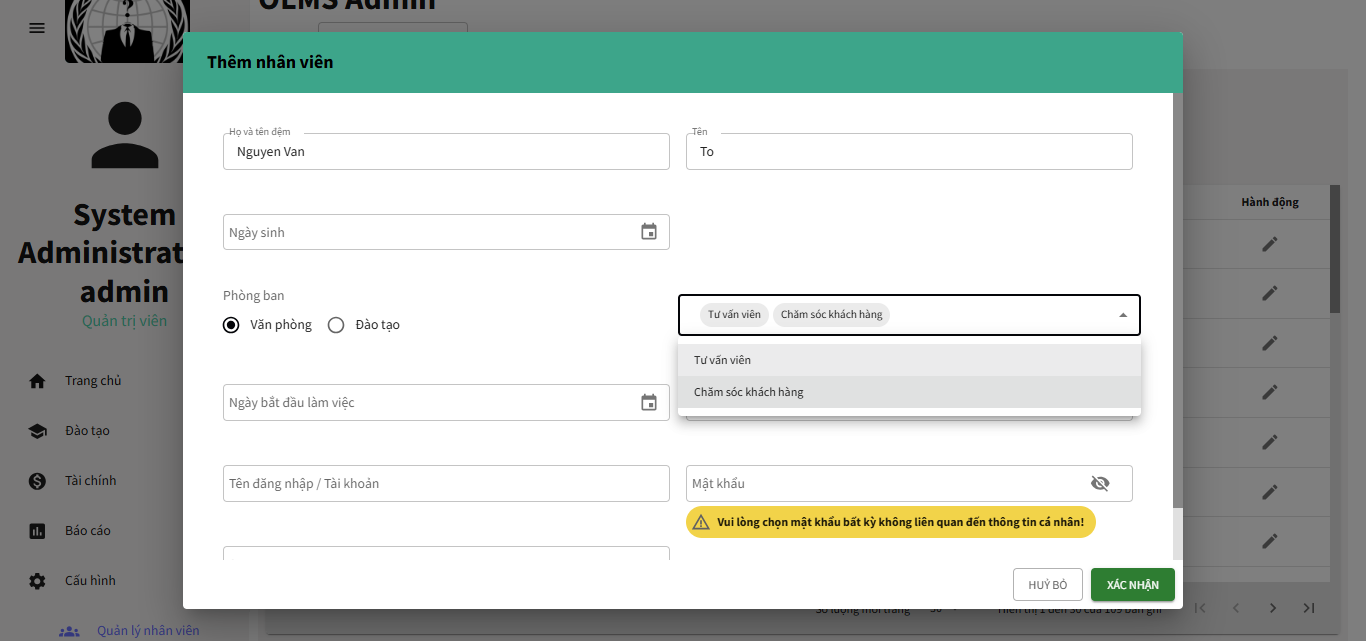 OEMS Admin
Thêm nhân viên
Họ và tên đệm
Nguyen Van
Tên
To
Ngày sinh
Phòng ban
Văn phòng
Đào tạo
Tư vấn viên
Chăm sóc khách hàng
Tư vấn viên
Chăm sóc khách hàng
Ngày bắt đầu làm việc
Tên đăng nhập / Tài khoản
Mật khẩu
Vui lòng chọn mật khẩu bất kỳ không liên quan đến thông tin cá nhân!
HUỶ BỎ
XÁC NHẬN
System
Administrat
admin
Quản trị viên
Trang chủ
Đào tạo
Tài chính
Báo cáo
Cấu hình
Quản lý nhân viên
Hành động
Số lượng mỗi trang
50
Hiển thị 1 đến 50 của 109 bản ghi